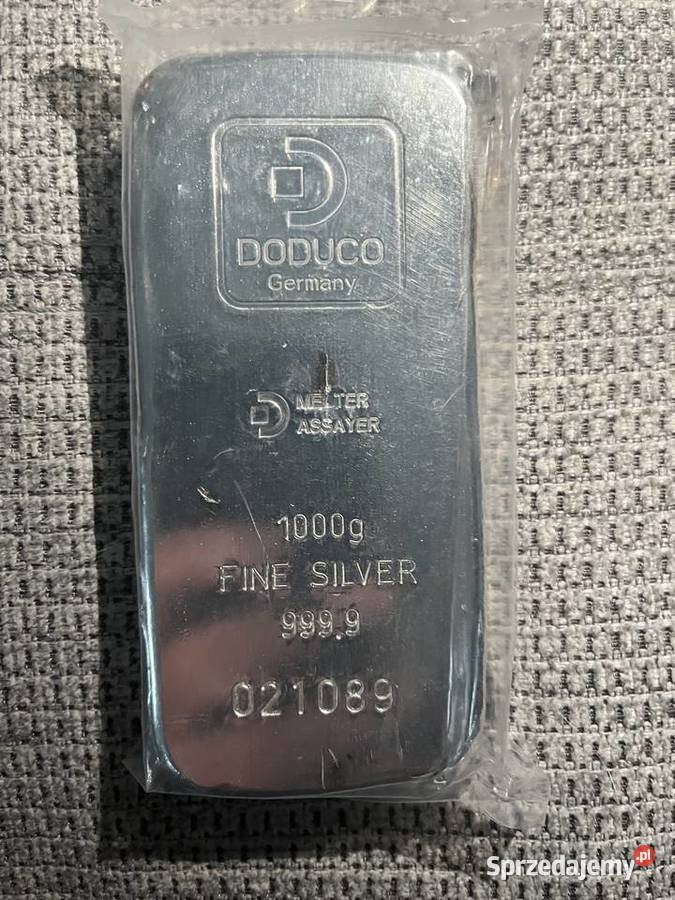 DODUCO
Germany
MELTER
ASSAYER
1000g
FINE SILVER
999.9
021089
Sprzedajemy.pl